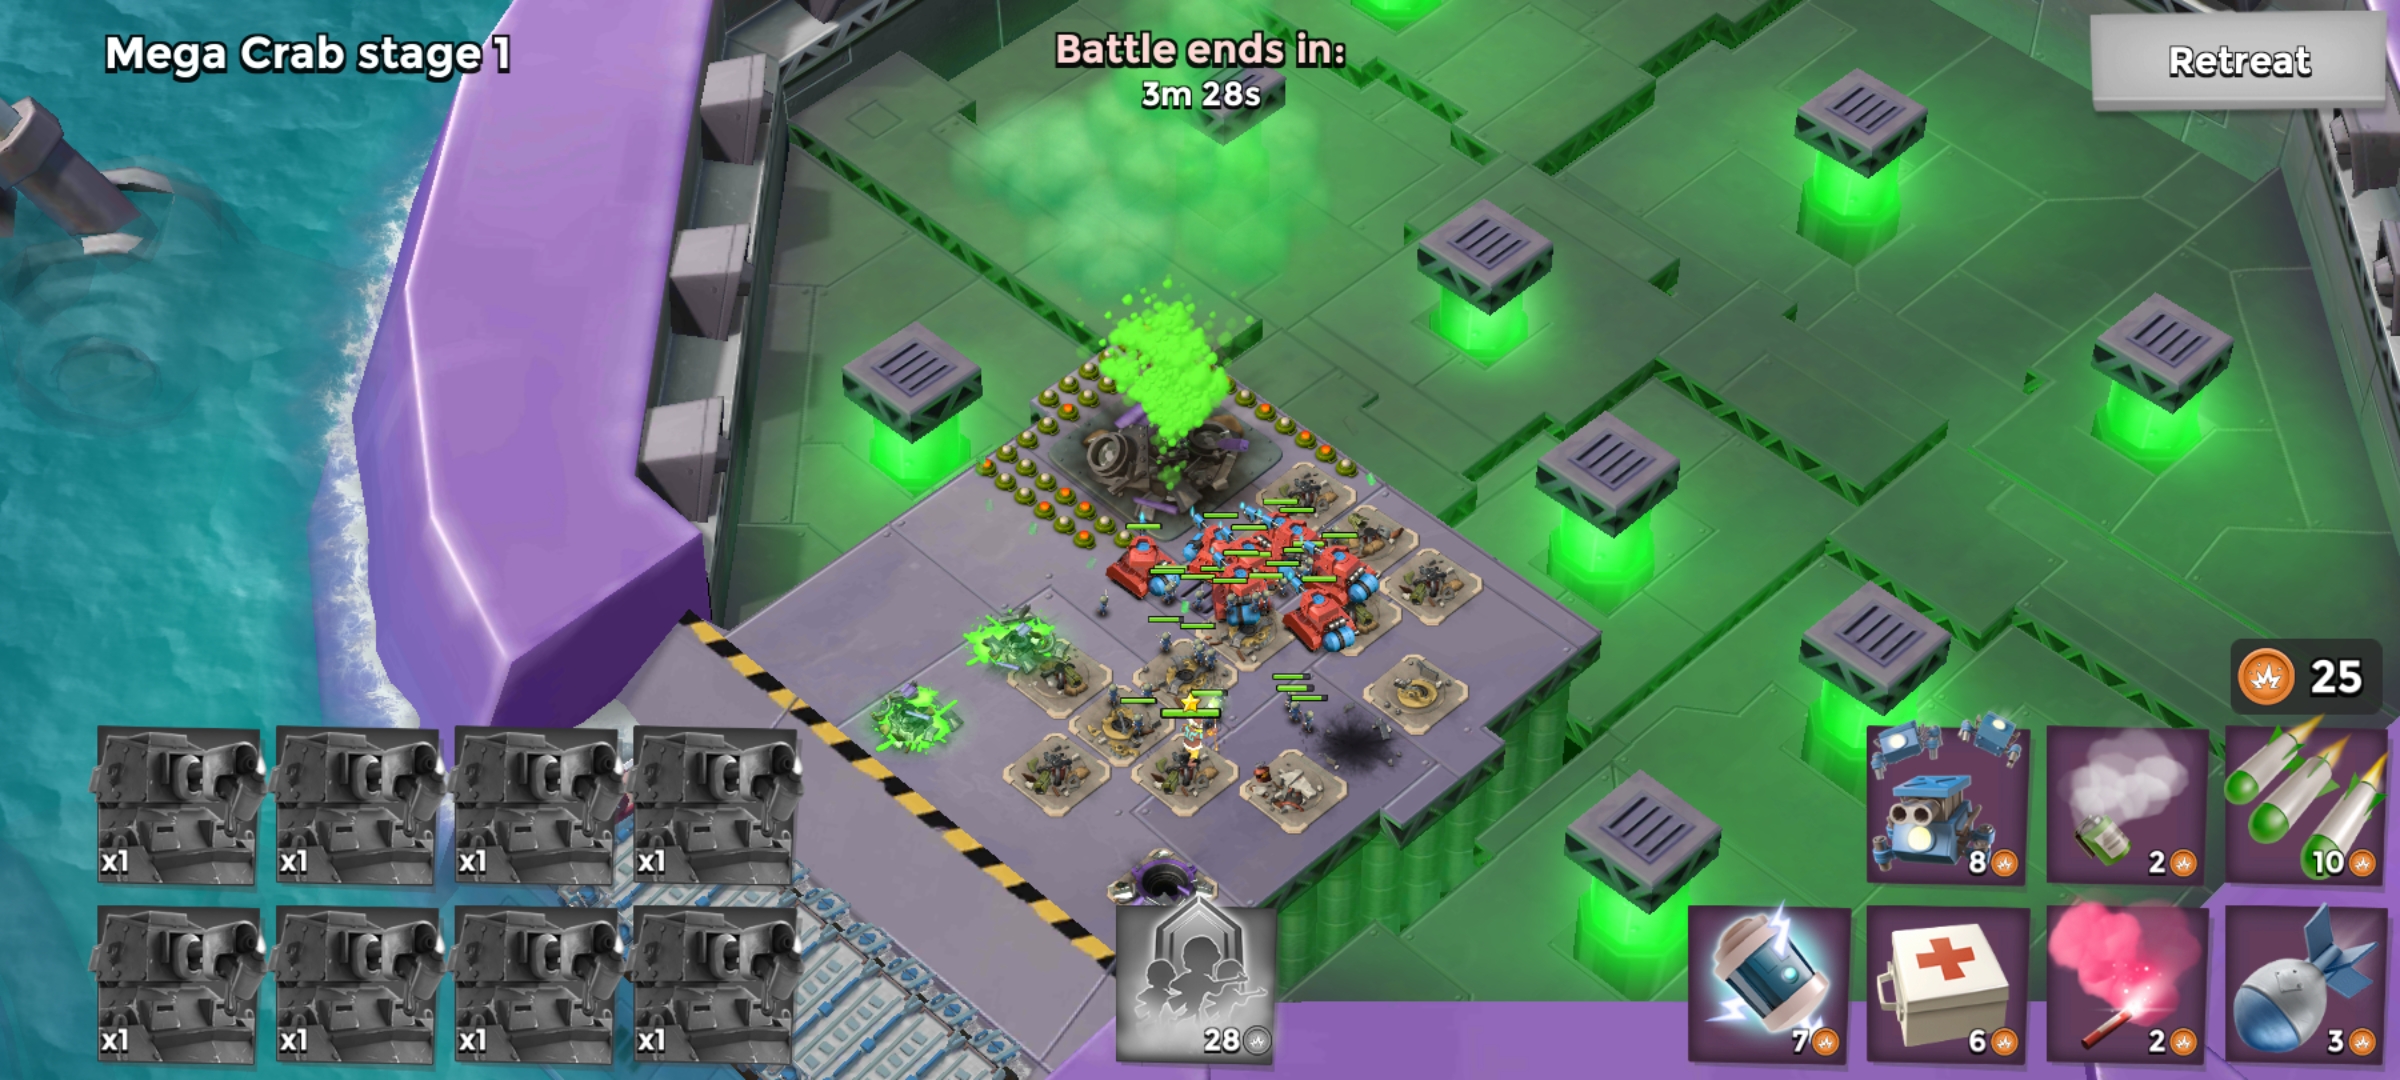 Mega Crab stage 1
Battle ends in:
3m 28s
Retreat
25
8
2
10
x1
x1
x1
x1
x1
x1
x1
x1
28
7
6
2
3